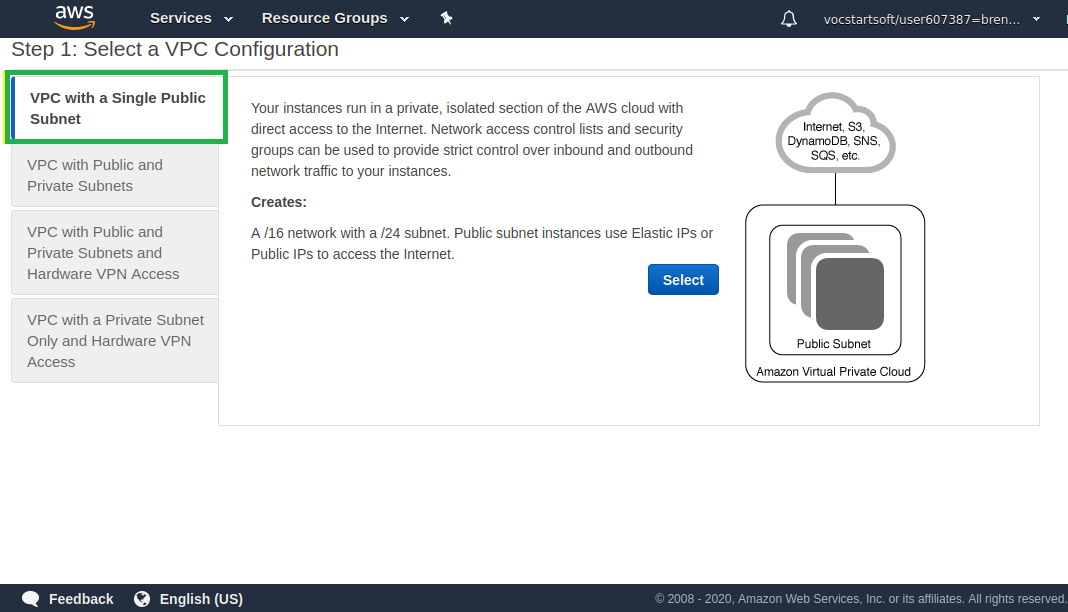 aws Services Resource Groups vocstartsoft/user607387=bren...
Step 1: Select a VPC Configuration
VPC with a Single Public
Subnet
VPC with Public and
Private Subnets
VPC with Public and
Private Subnets and
Hardware VPN Access
VPC with a Private Subnet
Only and Hardware VPN
Access
Your instances run in a private, isolated section of the AWS cloud with
direct access to the Internet. Network access control lists and security
groups can be used to provide strict control over inbound and outbound
network traffic to your instances.
Creates:
A /16 network with a /24 subnet. Public subnet instances use Elastic IPs or
Public IPs to access the Internet.
Select
Internet, S3,
DynamoDB, SNS,
SQS, etc.
Public Subnet
Amazon Virtual Private Cloud
Feedback English (US) © 2008 - 2020, Amazon Web Services, Inc. or its affiliates. All rights reserved.